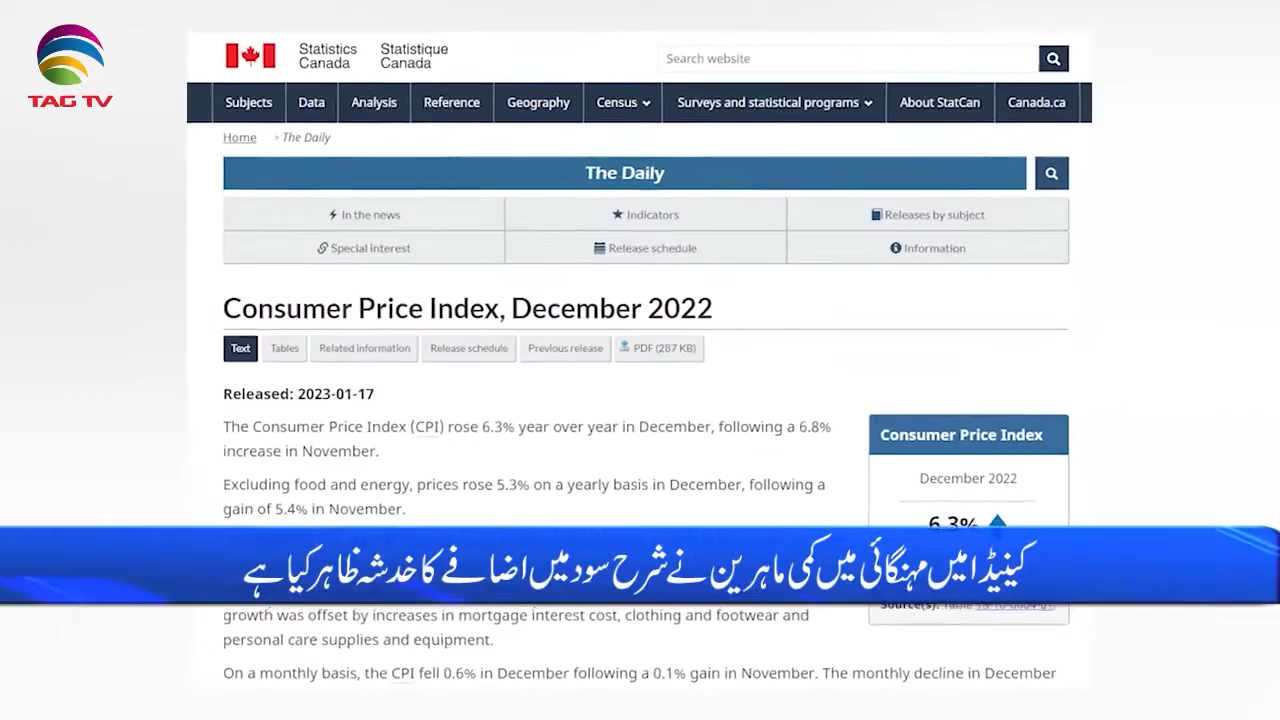 TAG TV
Statistics Canada
Statistique Canada
Search website
Subjects
Data
Analysis
Reference
Geography
Census
Surveys and statistical programs
About StatCan
Canada.ca
Home > The Daily
The Daily
In the news
Indicators
Releases by subject
Special interest
Release schedule
Information
Consumer Price Index, December 2022
Text
Tables
Related information
Release schedule
Previous release
PDF (287 KB)
Released: 2023-01-17
The Consumer Price Index (CPI) rose 6.3% year over year in December, following a 6.8%
increase in November.
Excluding food and energy, prices rose 5.3% on a yearly basis in December, following a
gain of 5.4% in November.
Consumer Price Index
December 2022
6.3%
کینیڈا میں مہنگائی میں کمی ماہرین نے شرح سود میں اضافے کا خدشہ ظاہر کیا ہے
Source(s): Table
growth was offset by increases in mortgage interest cost, clothing and footwear and
personal care supplies and equipment.
On a monthly basis, the CPI fell 0.6% in December following a 0.1% gain in November. The monthly decline in December